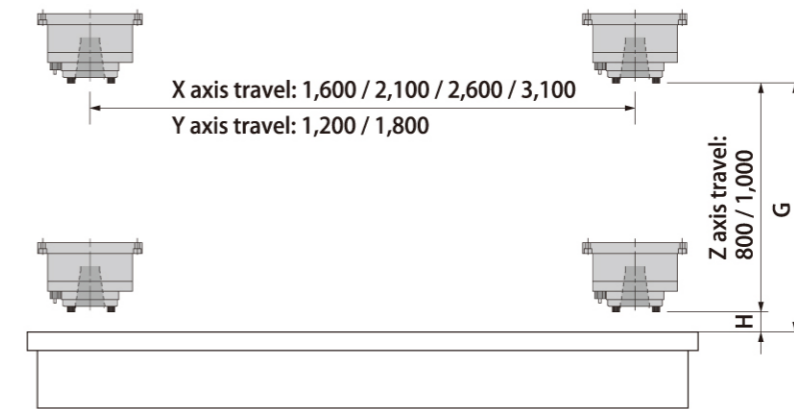 X axis travel: 1,600 / 2,100 / 2,600 / 3,100
Y axis travel: 1,200 / 1,800
Z axis travel:
800 / 1,000
G
H